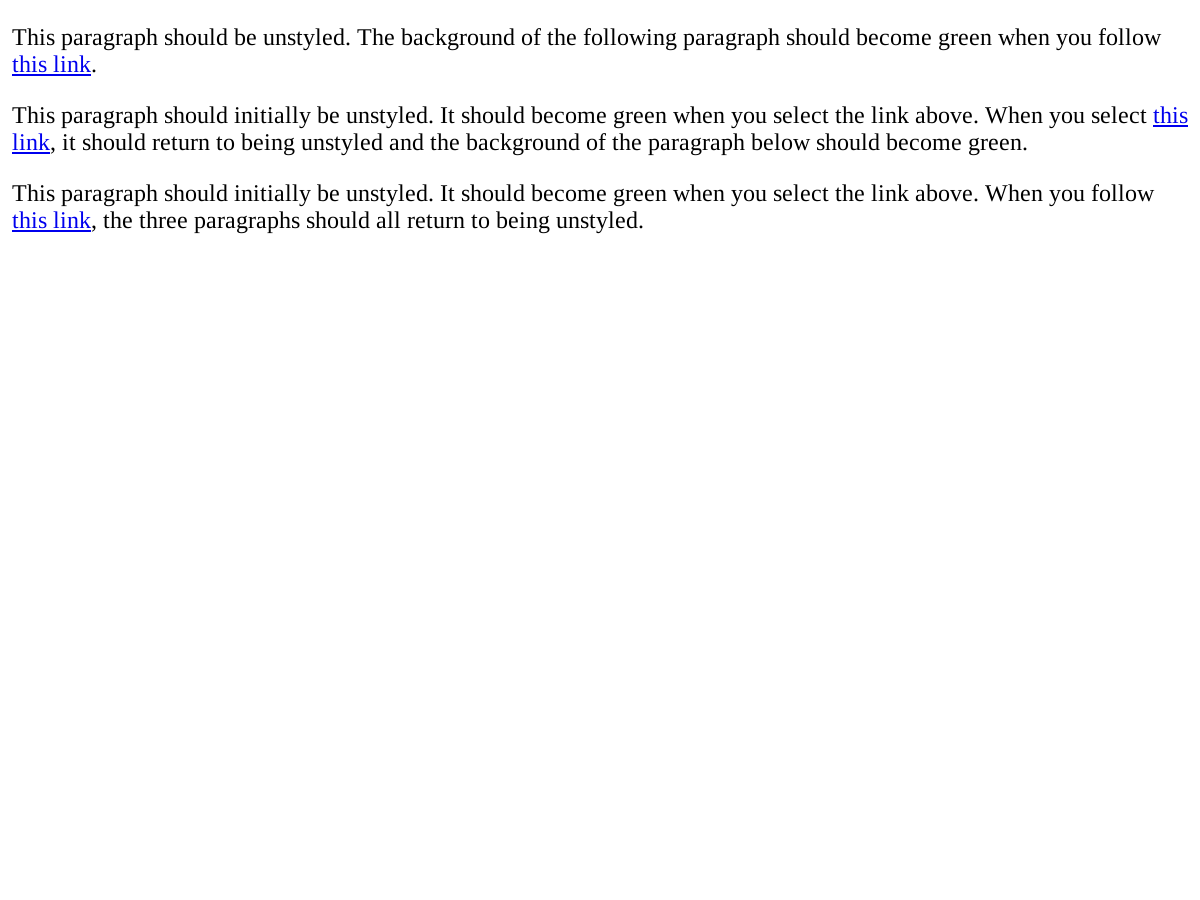 This paragraph should be unstyled. The background of the following paragraph should become green when you follow
this link.
This paragraph should initially be unstyled. It should become green when you select the link above. When you select this
link, it should return to being unstyled and the background of the paragraph below should become green.
This paragraph should initially be unstyled. It should become green when you select the link above. When you follow
this link, the three paragraphs should all return to being unstyled.